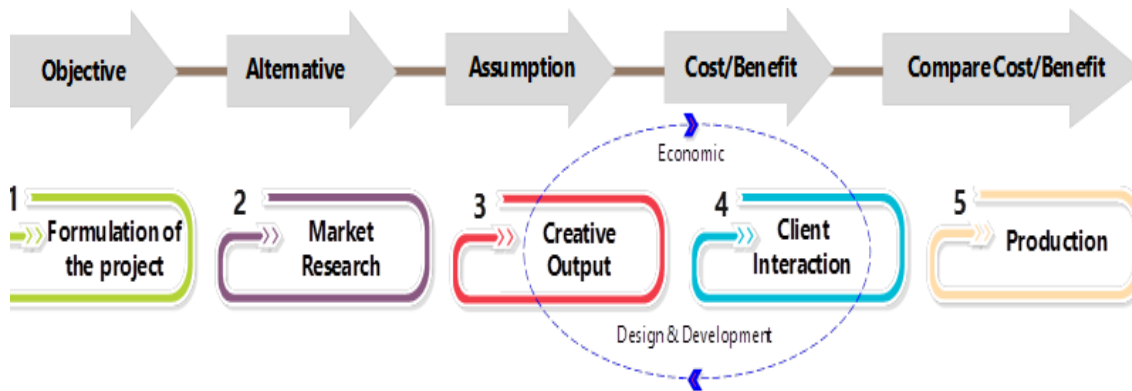 Objective
Alternative
Assumption
Cost/Benefit
Compare Cost/Benefit
Economic
1
Formulation of
the project
2
Market
Research
3
Creative
Output
4
Client
Interaction
5
Production
Design & Development